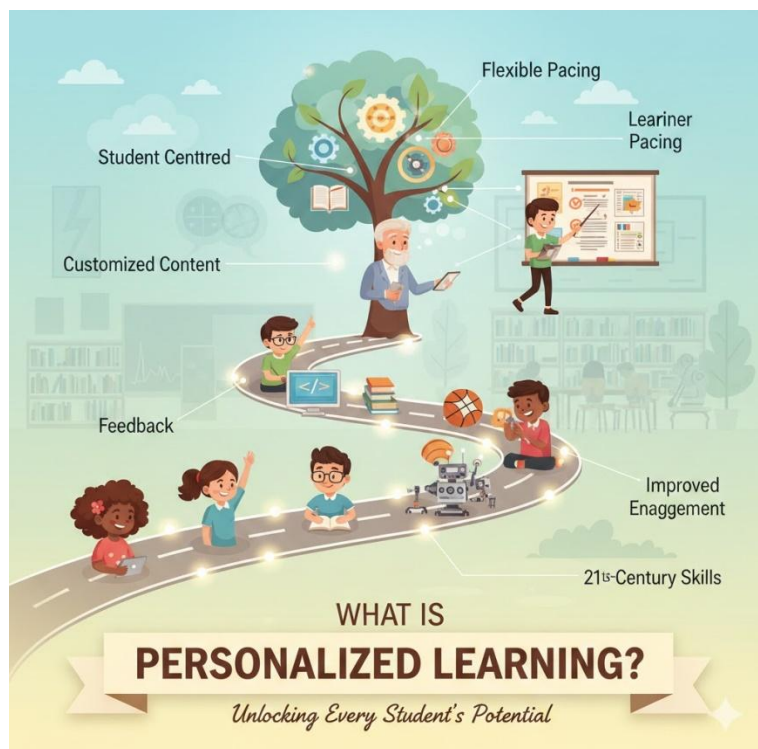 Flexible Pacing
Leariner
Pacing
Student Centtred
Customized Content
Feedback
Improved
Enaggement
21ts-Century Skills
WHAT IS
PERSONALIZED LEARNING?
Unlocking Every Student's Potential